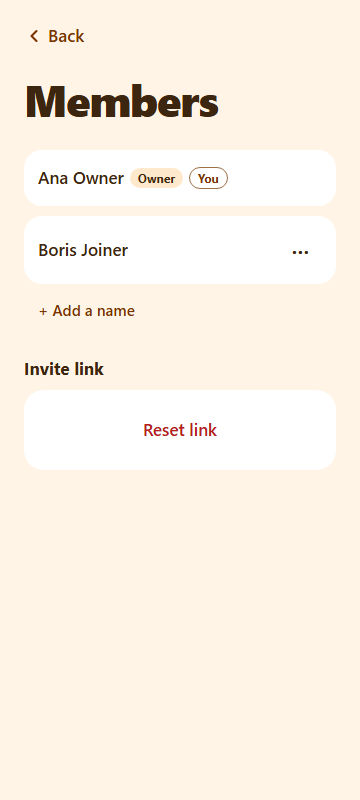 Back
Members
Ana Owner Owner You
Boris Joiner ...
+ Add a name
Invite link
Reset link